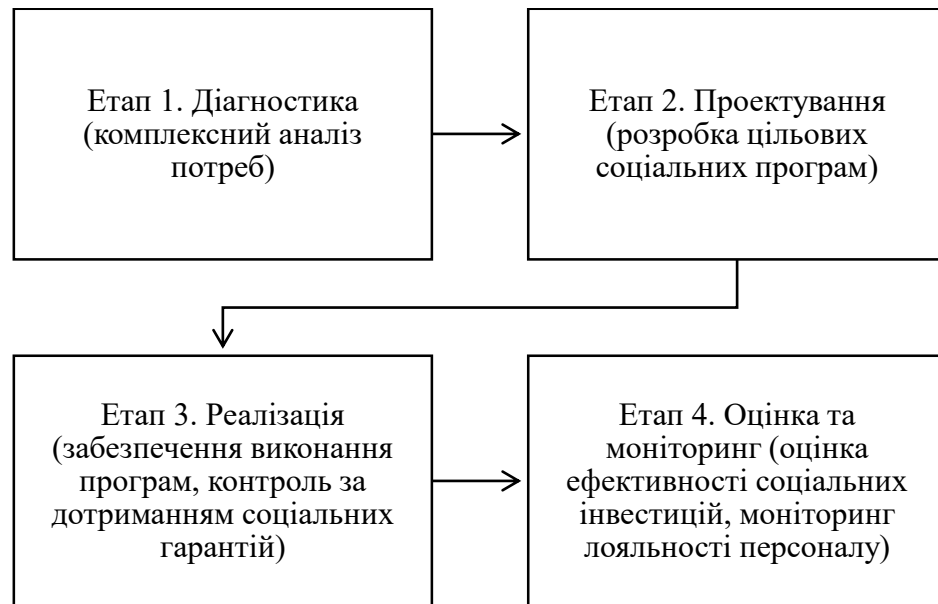 Етап 1. Діагностика
(комплексний аналіз
потреб)
Етап 2. Проектування
(розробка цільових
соціальних програм)
Етап 3. Реалізація
(забезпечення виконання
програм, контроль за
дотриманням соціальних
гарантій)
Етап 4. Оцінка та
моніторинг (оцінка
ефективності соціальних
інвестицій, моніторинг
лояльності персоналу)